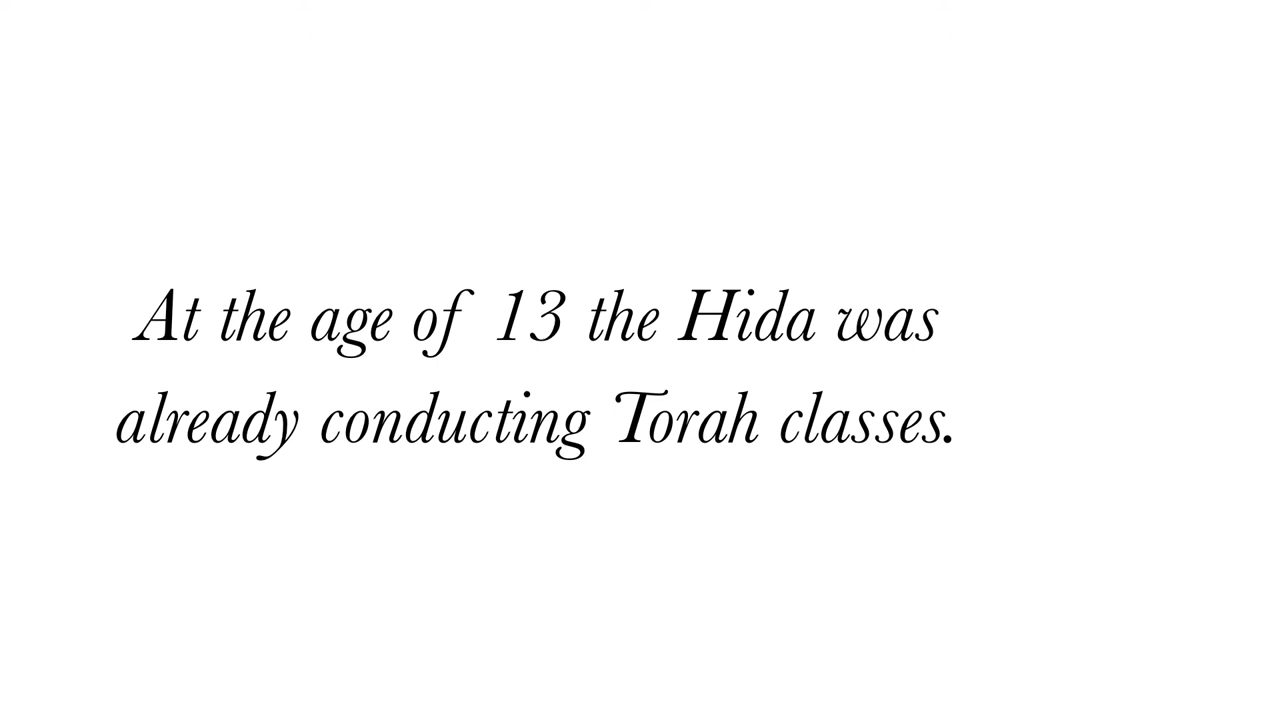 At the age of 13 the Hida was
already conducting Torah classes.